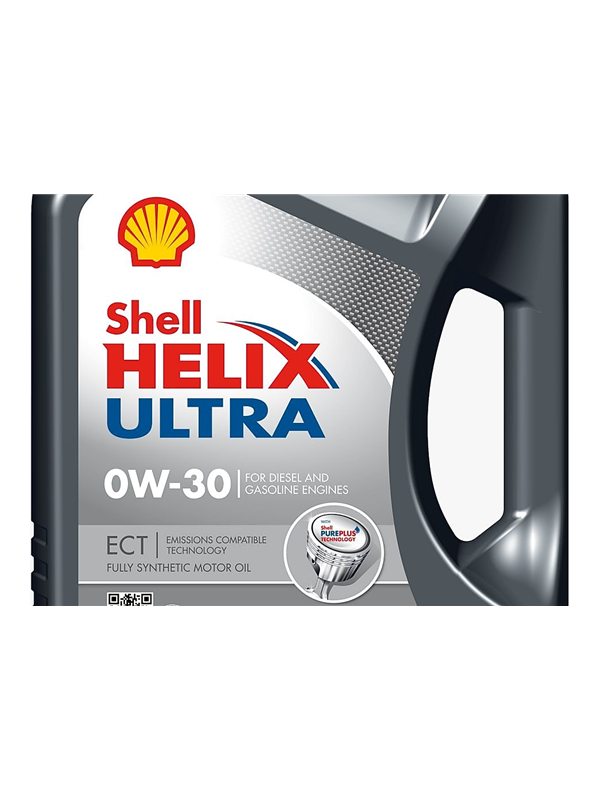 Shell
HELIX
ULTRA
0W-30
FOR DIESEL AND
GASOLINE ENGINES
ECT
EMISSIONS COMPATIBLE
TECHNOLOGY
FULLY SYNTHETIC MOTOR OIL
WITH
Shell
PUREPLUS
TECHNOLOGY